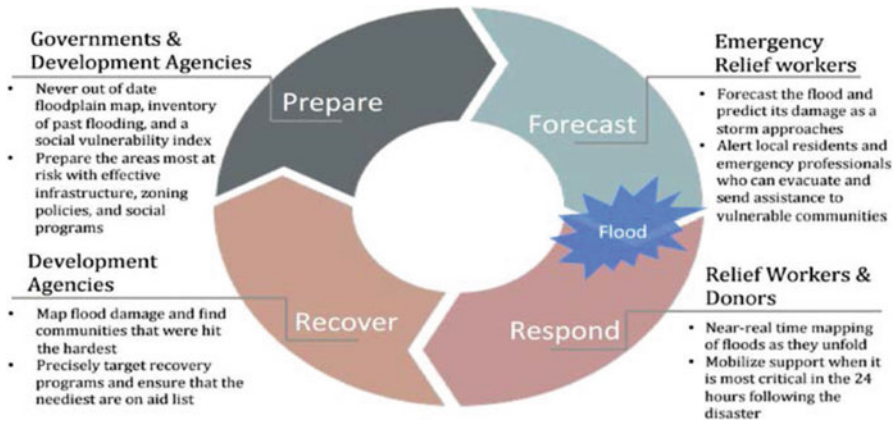 Governments &
Development Agencies
• Never out of date
floodplain map, inventory
of past flooding, and a
social vulnerability index
• Prepare the areas most at
risk with effective
infrastructure, zoning
policies, and social
programs
Prepare
Forecast
Emergency
Relief workers
• Forecast the flood and
predict its damage as a
storm approaches
• Alert local residents and
emergency professionals
who can evacuate and
send assistance to
vulnerable communities
Flood
Development
Agencies
• Map flood damage and find
communities that were hit
the hardest
• Precisely target recovery
programs and ensure that the
neediest are on aid list
Recover
Respond
Relief Workers &
Donors
• Near-real time mapping
of floods as they unfold
• Mobilize support when it
is most critical in the 24
hours following the
disaster